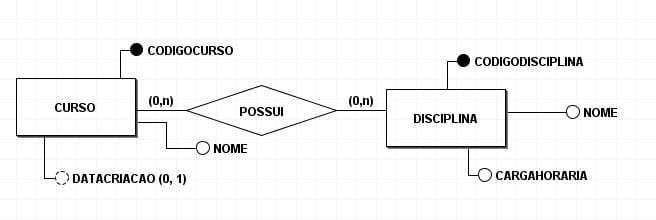 CODIGOCURSO
CODIGODISCIPLINA
CURSO
(0,n)
POSSUI
(0,n)
DISCIPLINA
NOME
NOME
DATACRIACAO (0, 1)
CARGAHORARIA